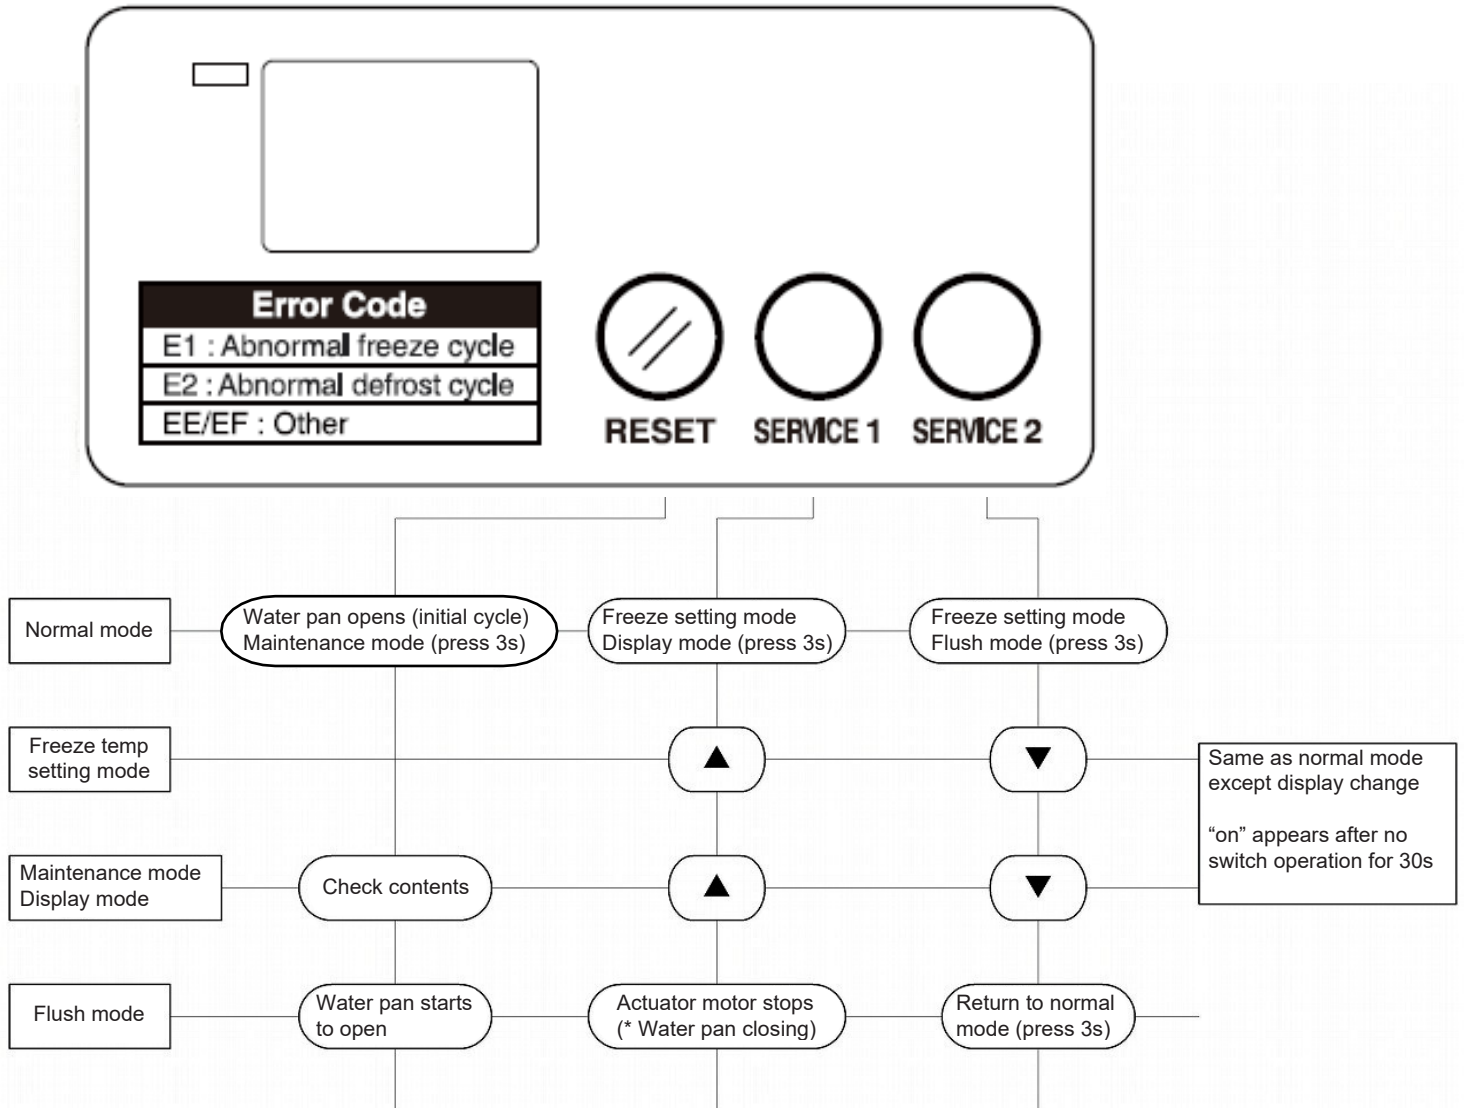 Error Code
E1 : Abnormal freeze cycle
E2 : Abnormal defrost cycle
EE/EF : Other
RESET
SERVICE 1
SERVICE 2
Normal mode
Water pan opens (initial cycle)
Maintenance mode (press 3s)
Freeze setting mode
Display mode (press 3s)
Freeze setting mode
Flush mode (press 3s)
Freeze temp
setting mode
▲
▼
Same as normal mode
except display change
“on” appears after no
switch operation for 30s
Maintenance mode
Display mode
Check contents
▲
▼
Flush mode
Water pan starts
to open
Actuator motor stops
(* Water pan closing)
Return to normal
mode (press 3s)